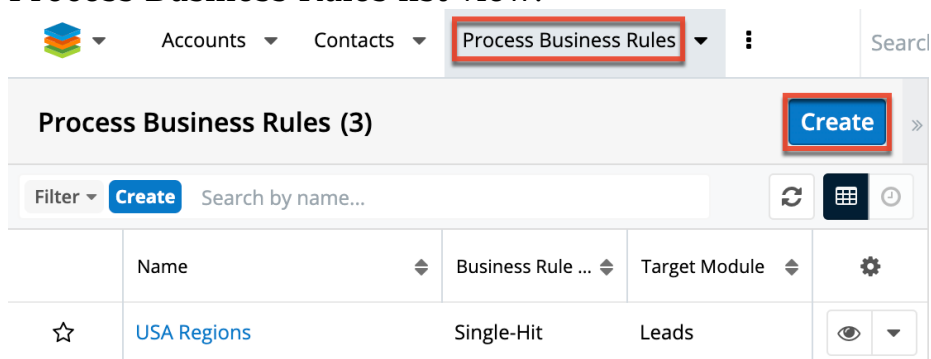 Accounts Contacts Process Business Rules
Process Business Rules (3) Create »
Filter Create Search by name...
Name Business Rule ... Target Module
USA Regions Single-Hit Leads